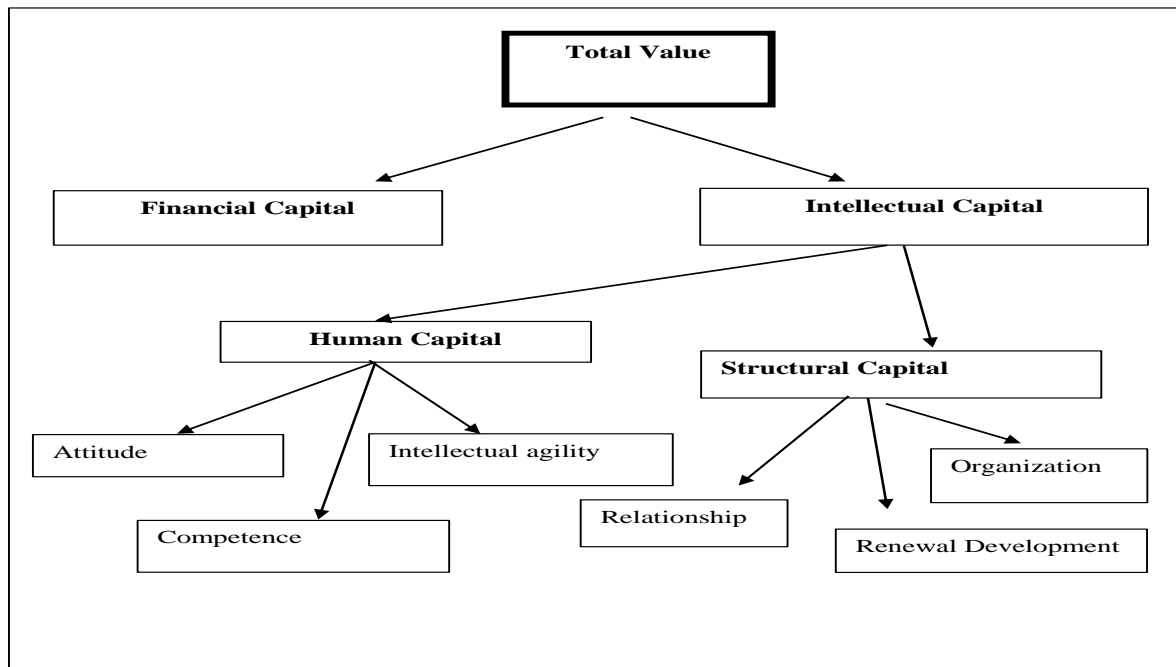 Total Value
Financial Capital
Intellectual Capital
Human Capital
Structural Capital
Attitude
Intellectual agility
Organization
Competence
Relationship
Renewal Development